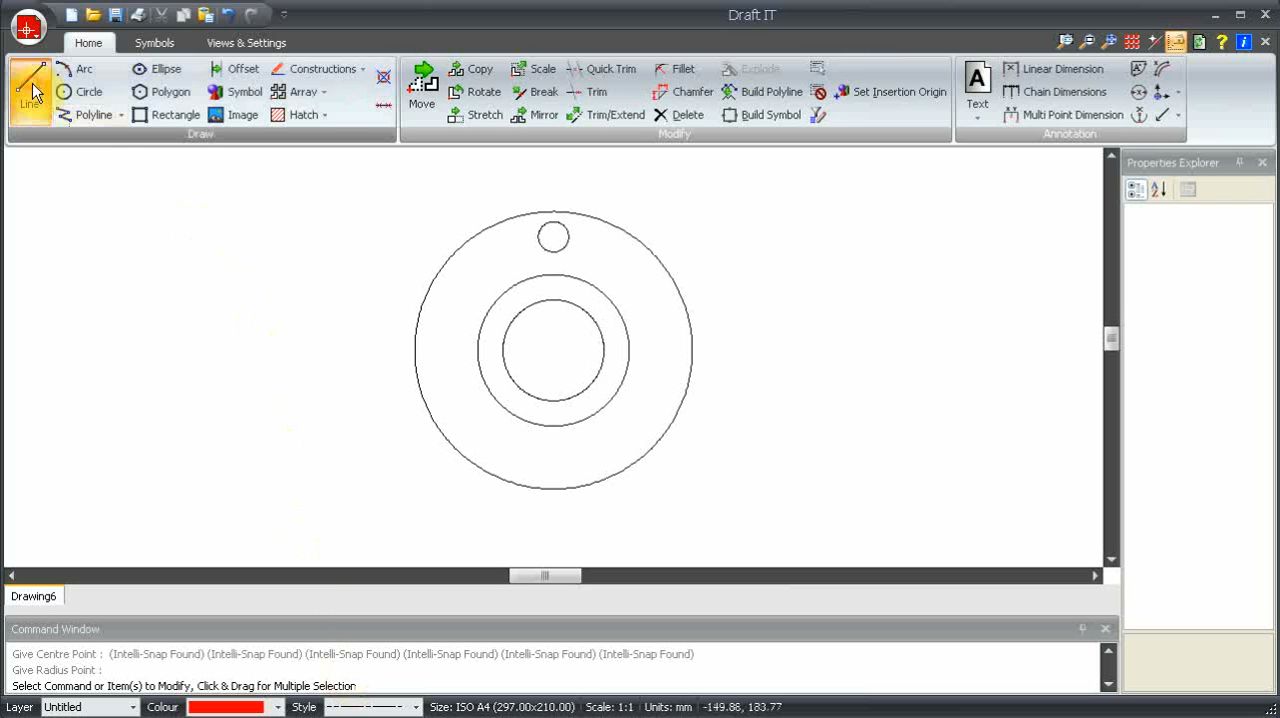 Draft IT
Home Symbols Views & Settings
Line
Arc Ellipse Offset Constructions
Circle Polygon Symbol Array
Polyline Rectangle Image Hatch
Draw
Move
Copy Scale Quick Trim Fillet Explode
Rotate Break Trim Chamfer Build Polyline Set Insertion Origin
Stretch Mirror Trim/Extend Delete Build Symbol
Modify
A
Text
Linear Dimension
Chain Dimensions
Multi Point Dimension
Annotation
Properties Explorer
Drawing6
Command Window
Give Centre Point : (Intelli-Snap Found) (Intelli-Snap Found) (Intelli-Snap Found(Intelli-Snap Found) (Intelli-Snap Found) (Intelli-Snap Found)
Give Radius Point :
Select Command or Item(s) to Modify, Click & Drag for Multiple Selection
Layer Untitled Colour Style Size: ISO A4 (297.00x210.00) Scale: 1:1 Units: mm -149.88, 183.77